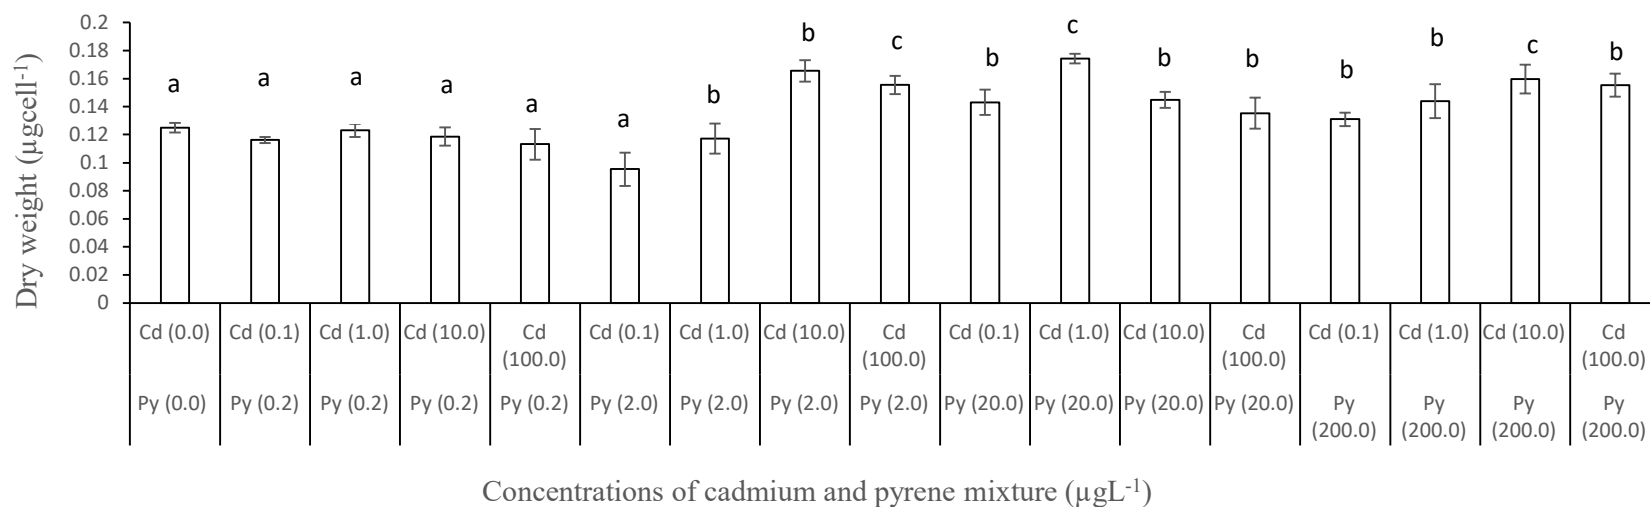 Dry weight (µgcell-1)
0.2
0.18
0.16
0.14
0.12
0.1
0.08
0.06
0.04
0.02
0
a a a a a a b b c b c b b b b c b
Cd (0.0) Cd (0.1) Cd (1.0) Cd (10.0) Cd (100.0) Cd (0.1) Cd (1.0) Cd (10.0) Cd (100.0) Cd (0.1) Cd (1.0) Cd (10.0) Cd (100.0) Cd (0.1) Cd (1.0) Cd (10.0) Cd (100.0)
Py (0.0) Py (0.2) Py (0.2) Py (0.2) Py (0.2) Py (2.0) Py (2.0) Py (2.0) Py (2.0) Py (20.0) Py (20.0) Py (20.0) Py (20.0) Py (200.0) Py (200.0) Py (200.0) Py (200.0)
Concentrations of cadmium and pyrene mixture (µgL-1)